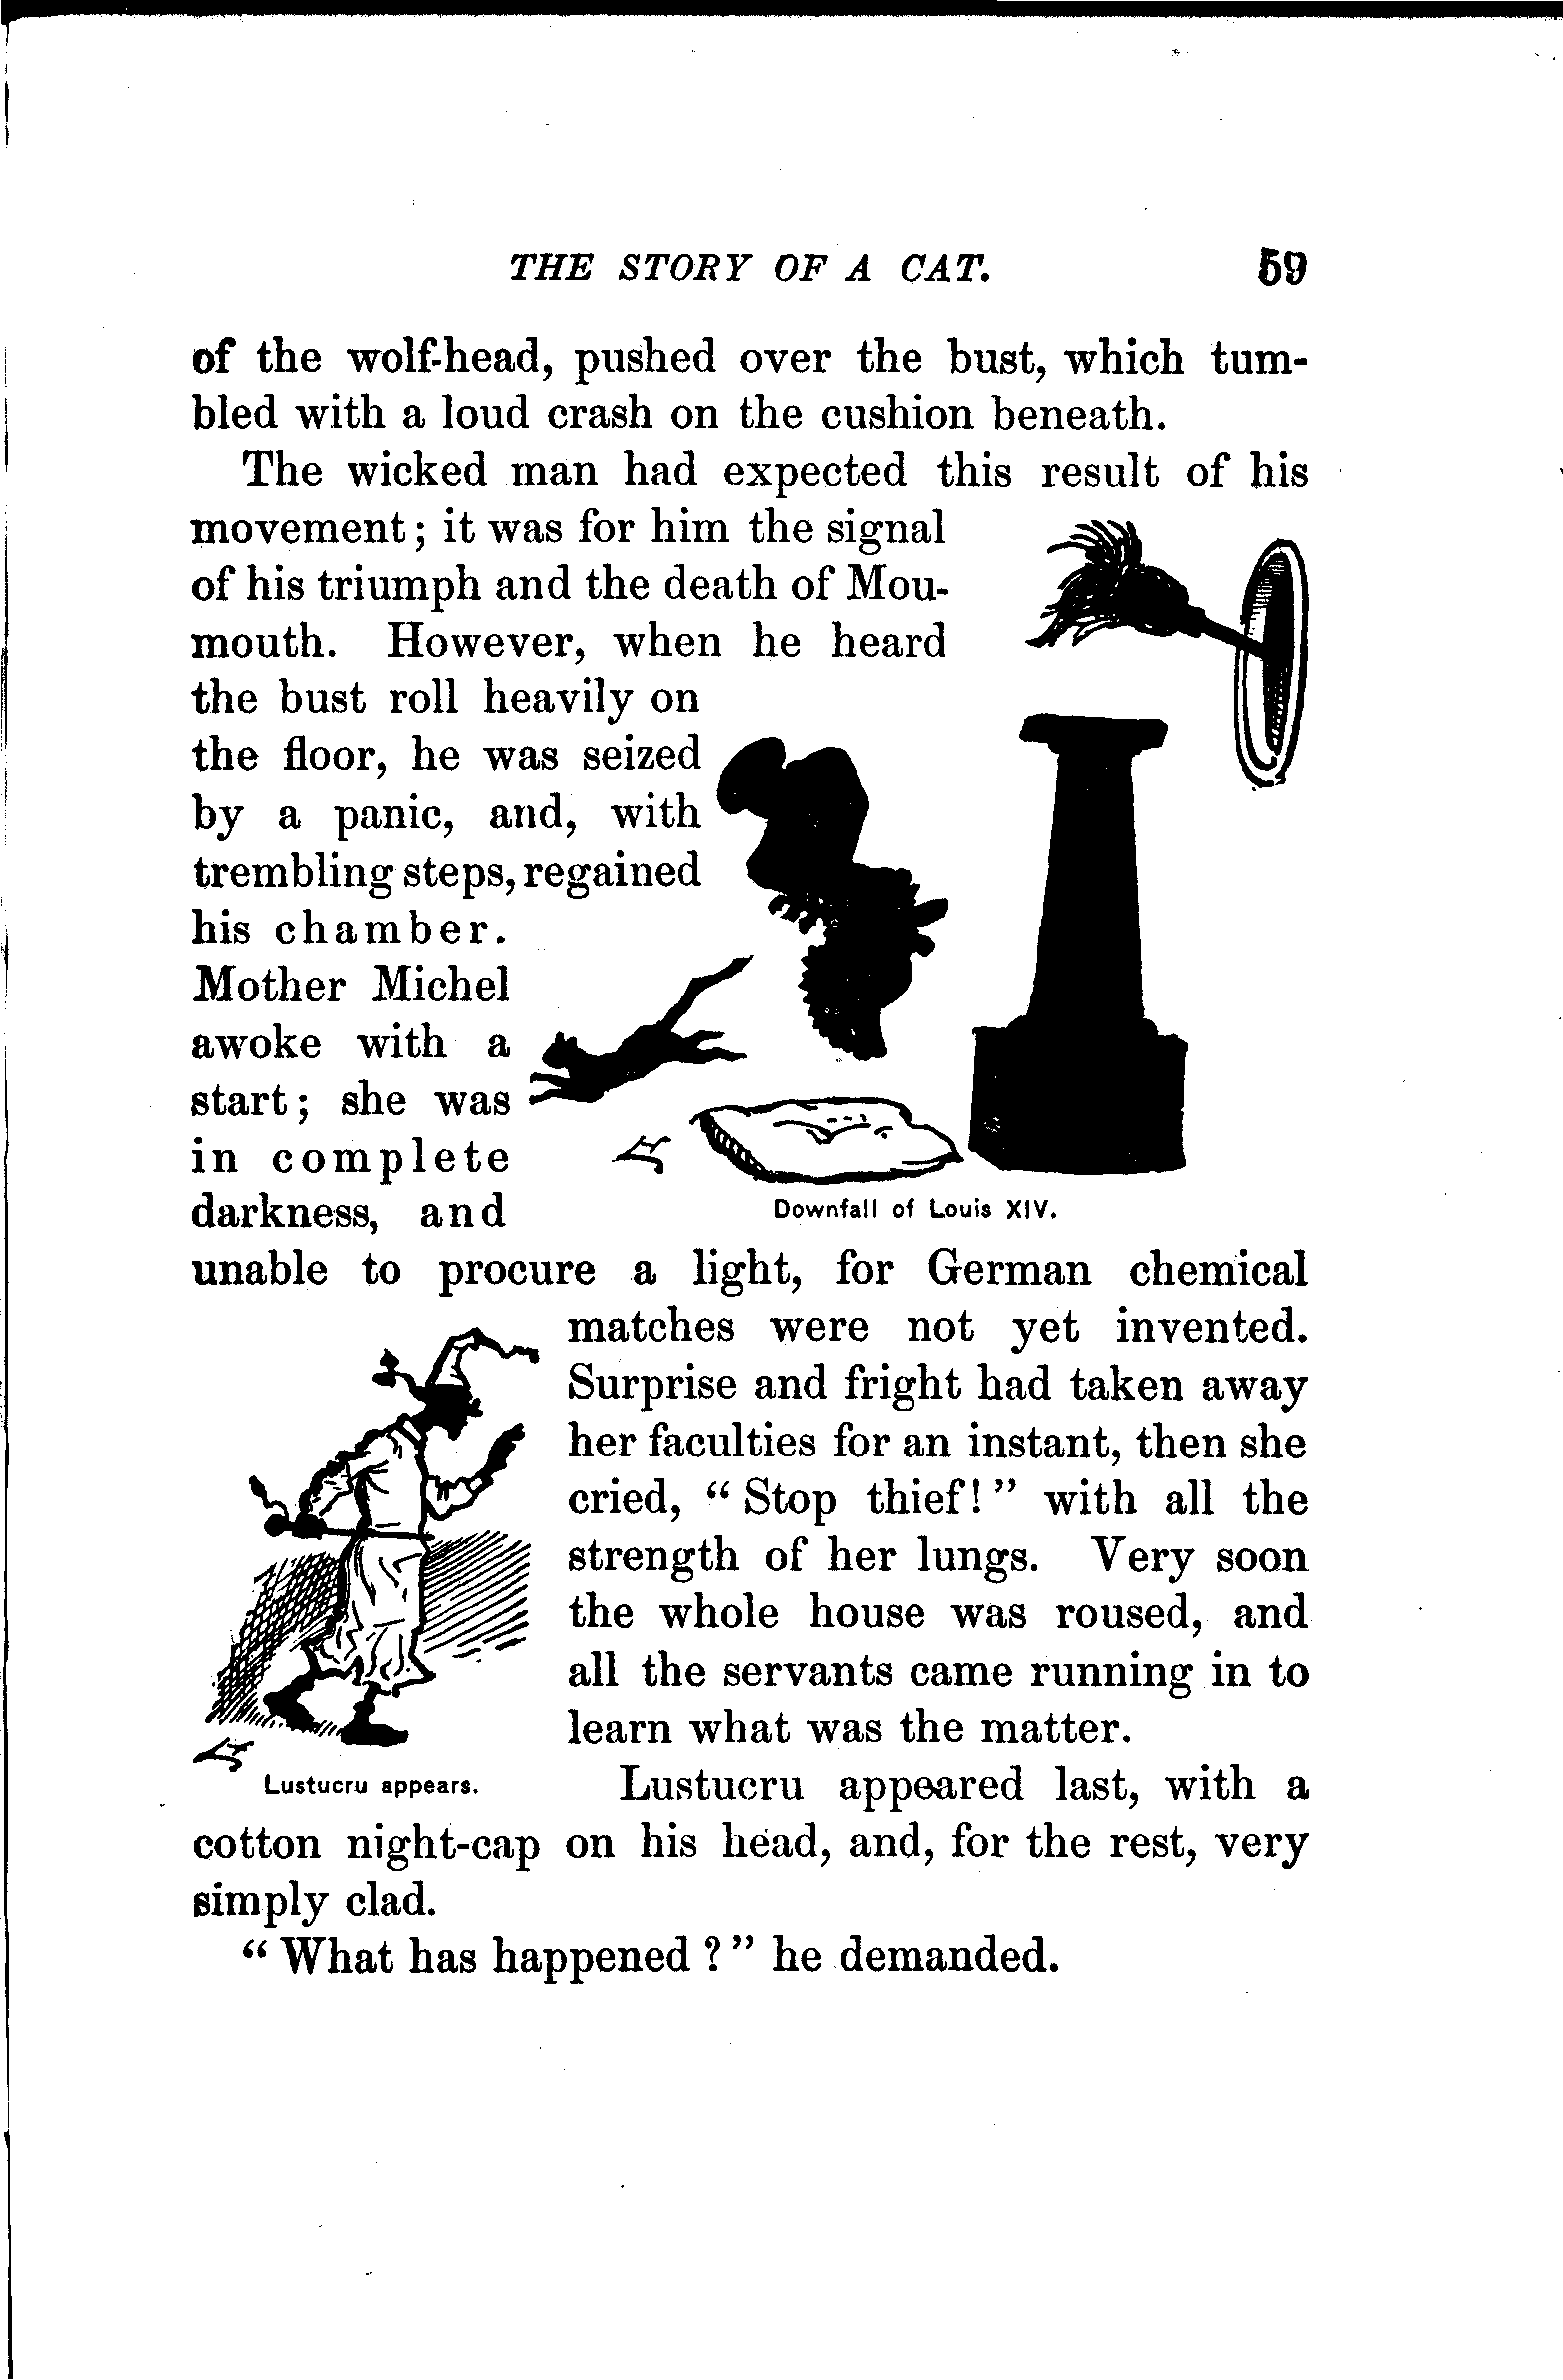 THE STORY OF A CAT. 59
of the wolf-head, pushed over the bust, which tum-
bled with a loud crash on the cushion beneath.
The wicked man had expected this result of his
movement; it was for him the signal
of his triumph and the death of Mou-
mouth. However, when he heard
the bust roll heavily on
the floor, he was seized
by a panic, and, with
trembling steps, regained
his chamber.
Mother Michel
awoke with a
start; she was
in complete
darkness, and
Downfall of Louis XIV.
unable to procure a light, for German chemical
matches were not yet invented.
Surprise and fright had taken away
her faculties for an instant, then she
cried, "Stop thief!" with all the
strength of her lungs. Very soon
the whole house was roused, and
all the servants came running in to
learn what was the matter.
Lustucru appears.
Lustucru appeared last, with a
cotton night-cap on his head, and, for the rest, very
simply clad.
"What has happened?" he demanded.